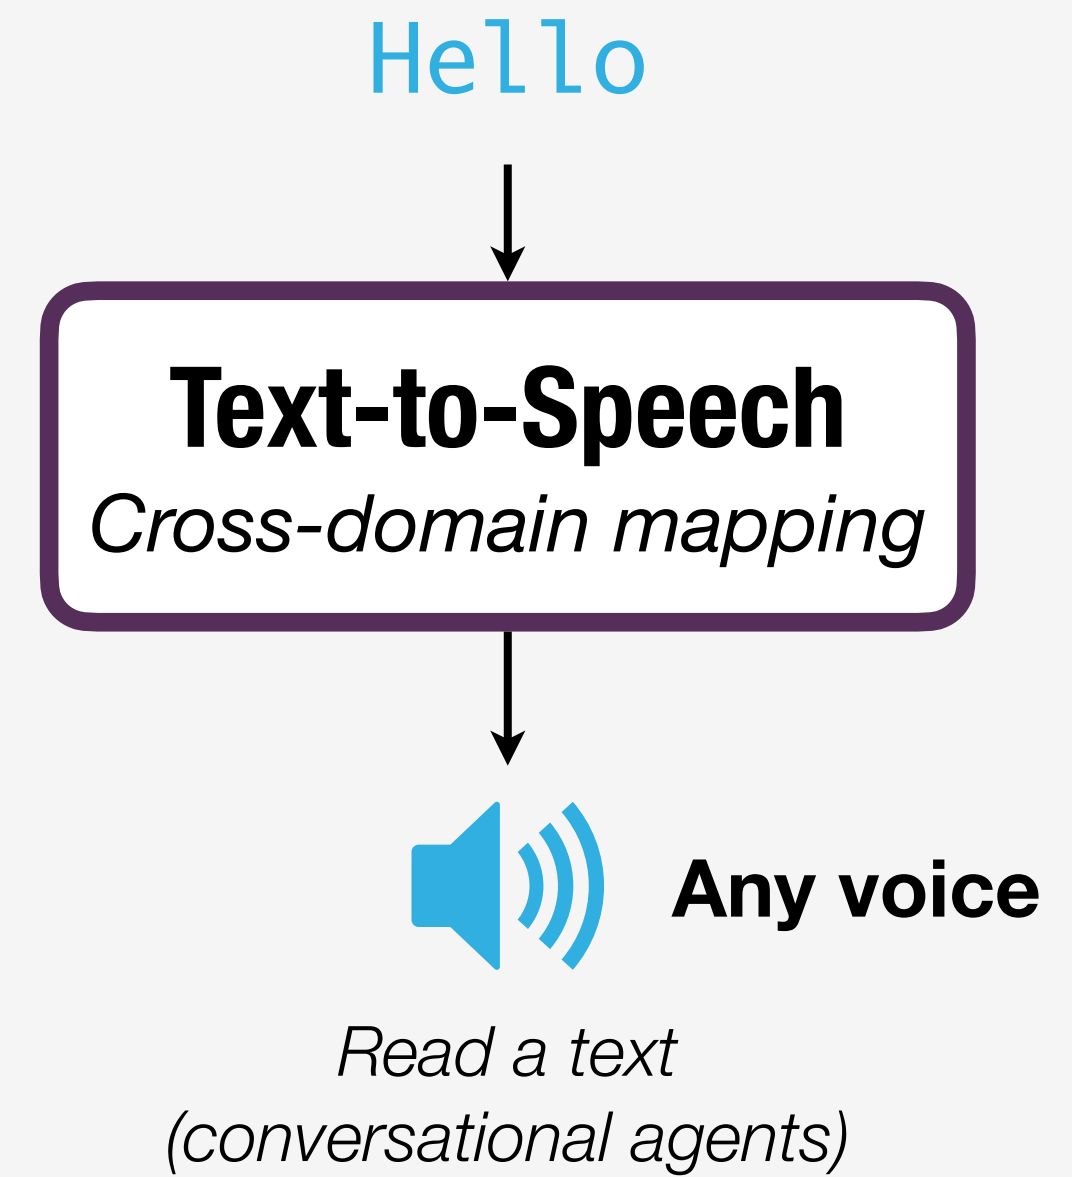 Hello
Text-to-Speech
Cross-domain mapping
Any voice
Read a text
(conversational agents)